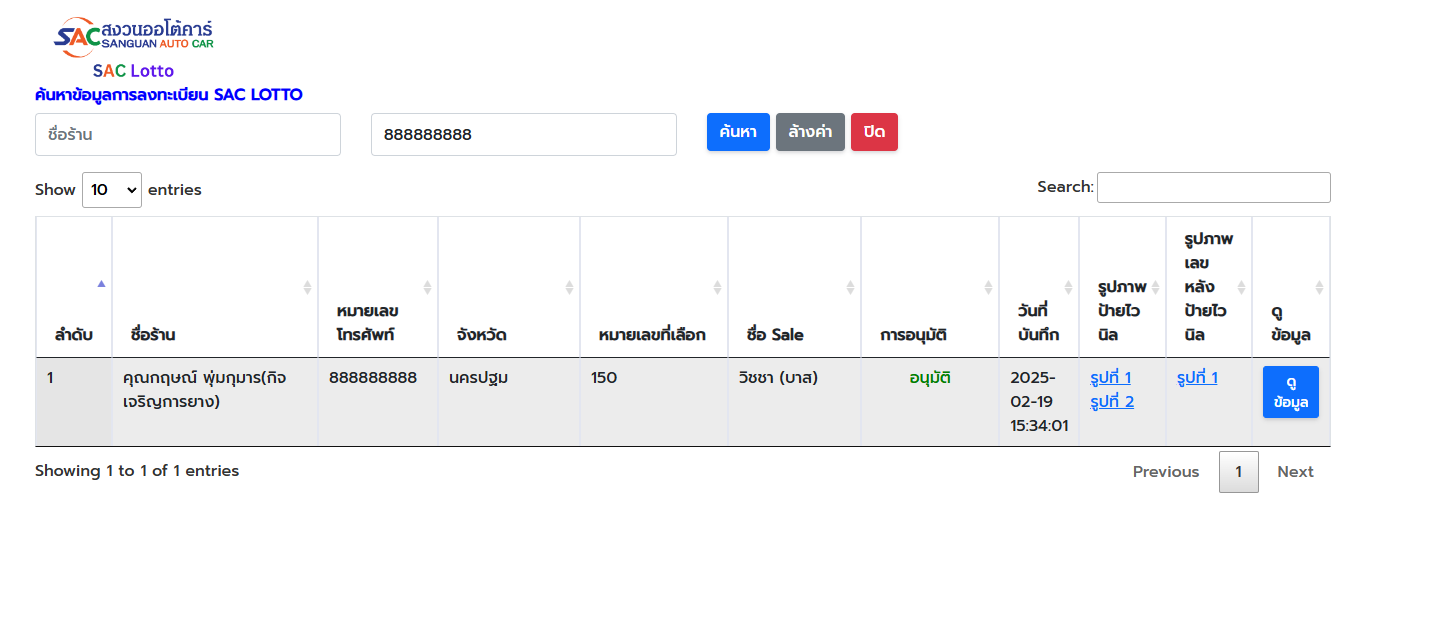 SAC สงวนออโต้คาร์
SANGUAN AUTO CAR
SAC Lotto
ค้นหาข้อมูลการลงทะเบียน SAC LOTTO
ชื่อร้าน 888888888 ค้นหา ล้างค่า ปิด
Show 10 entries Search:
ลำดับ ชื่อร้าน หมายเลขโทรศัพท์ จังหวัด หมายเลขที่เลือก ชื่อ Sale การอนุมัติ วันที่บันทึก รูปภาพป้ายไวนิล รูปภาพเลขหลังป้ายไวนิล ดูข้อมูล
1 คุณกฤษณ์ พุ่มกุมาร(กิจ 888888888 นครปฐม 150 วิชชา (บาส) อนุมัติ 2025- รูปที่ 1 รูปที่ 1 ดู
เจริญการยาง) 02-19 รูปที่ 2 ข้อมูล
15:34:01
Showing 1 to 1 of 1 entries Previous 1 Next